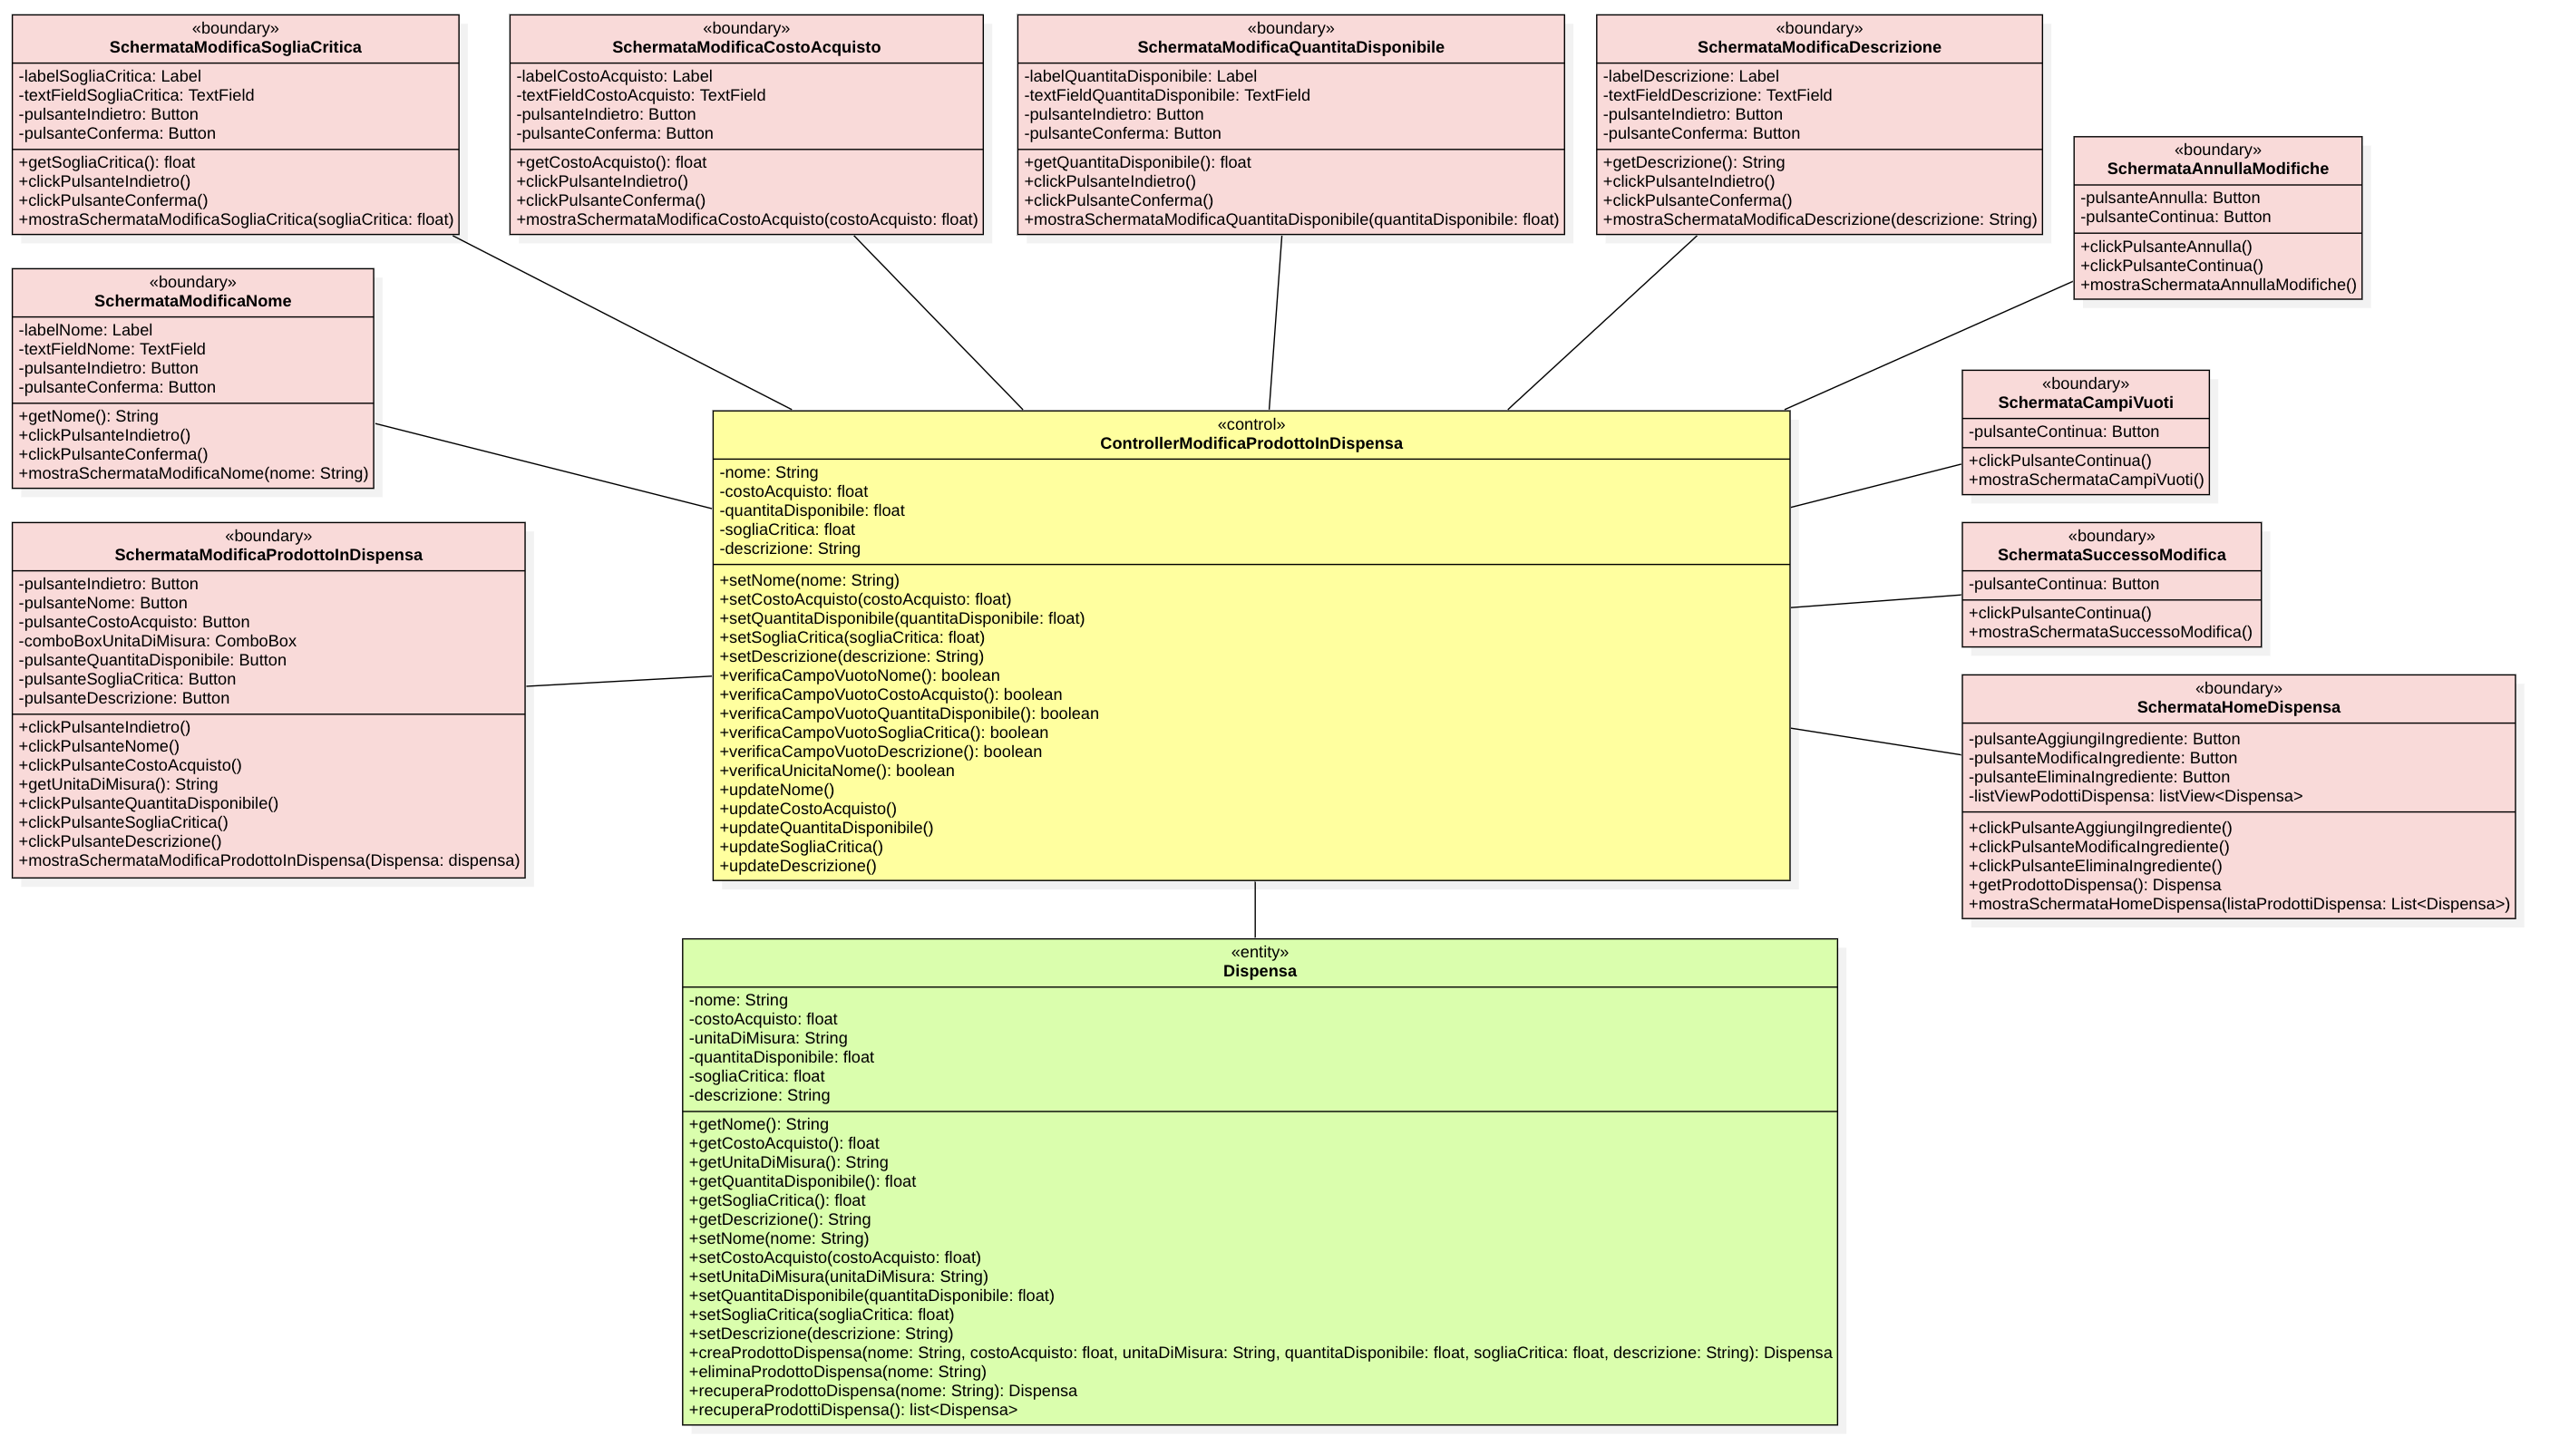 «boundary»
SchermataModificaSogliaCritica
-labelSogliaCritica: Label
-textFieldSogliaCritica: TextField
-pulsanteIndietro: Button
-pulsanteConferma: Button
+getSogliaCritica(): float
+clickPulsanteIndietro()
+clickPulsanteConferma()
+mostraSchermataModificaSogliaCritica(sogliaCritica: float)
«boundary»
SchermataModificaCostoAcquisto
-labelCostoAcquisto: Label
-textFieldCostoAcquisto: TextField
-pulsanteIndietro: Button
-pulsanteConferma: Button
+getCostoAcquisto(): float
+clickPulsanteIndietro()
+clickPulsanteConferma()
+mostraSchermataModificaCostoAcquisto(costoAcquisto: float)
«boundary»
SchermataModificaQuantitaDisponibile
-labelQuantitaDisponibile: Label
-textFieldQuantitaDisponibile: TextField
-pulsanteIndietro: Button
-pulsanteConferma: Button
+getQuantitaDisponibile(): float
+clickPulsanteIndietro()
+clickPulsanteConferma()
+mostraSchermataModificaQuantitaDisponibile(quantitaDisponibile: float)
«boundary»
SchermataModificaDescrizione
-labelDescrizione: Label
-textFieldDescrizione: TextField
-pulsanteIndietro: Button
-pulsanteConferma: Button
+getDescrizione(): String
+clickPulsanteIndietro()
+clickPulsanteConferma()
+mostraSchermataModificaDescrizione(descrizione: String)
«boundary»
SchermataAnnullaModifiche
-pulsanteAnnulla: Button
-pulsanteContinua: Button
+clickPulsanteAnnulla()
+clickPulsanteContinua()
+mostraSchermataAnnullaModifiche()
«boundary»
SchermataModificaNome
-labelNome: Label
-textFieldNome: TextField
-pulsanteIndietro: Button
-pulsanteConferma: Button
+getNome(): String
+clickPulsanteIndietro()
+clickPulsanteConferma()
+mostraSchermataModificaNome(nome: String)
«boundary»
SchermataCampiVuoti
-pulsanteContinua: Button
+clickPulsanteContinua()
+mostraSchermataCampiVuoti()
«control»
ControllerModificaProdottoInDispensa
-nome: String
-costoAcquisto: float
-quantitaDisponibile: float
-sogliaCritica: float
-descrizione: String
+setNome(nome: String)
+setCostoAcquisto(costoAcquisto: float)
+setQuantitaDisponibile(quantitaDisponibile: float)
+setSogliaCritica(sogliaCritica: float)
+setDescrizione(descrizione: String)
+verificaCampoVuotoNome(): boolean
+verificaCampoVuotoCostoAcquisto(): boolean
+verificaCampoVuotoQuantitaDisponibile(): boolean
+verificaCampoVuotoSogliaCritica(): boolean
+verificaCampoVuotoDescrizione(): boolean
+verificaUnicitaNome(): boolean
+updateNome()
+updateCostoAcquisto()
+updateQuantitaDisponibile()
+updateSogliaCritica()
+updateDescrizione()
«boundary»
SchermataModificaProdottoInDispensa
-pulsanteIndietro: Button
-pulsanteNome: Button
-pulsanteCostoAcquisto: Button
-comboBoxUnitaDiMisura: ComboBox
-pulsanteQuantitaDisponibile: Button
-pulsanteSogliaCritica: Button
-pulsanteDescrizione: Button
+clickPulsanteIndietro()
+clickPulsanteNome()
+clickPulsanteCostoAcquisto()
+getUnitaDiMisura(): String
+clickPulsanteQuantitaDisponibile()
+clickPulsanteSogliaCritica()
+clickPulsanteDescrizione()
+mostraSchermataModificaProdottoInDispensa(Dispensa: dispensa)
«boundary»
SchermataSuccessoModifica
-pulsanteContinua: Button
+clickPulsanteContinua()
+mostraSchermataSuccessoModifica()
«boundary»
SchermataHomeDispensa
-pulsanteAggiungiIngrediente: Button
-pulsanteModificaIngrediente: Button
-pulsanteEliminaIngrediente: Button
-listViewPodottiDispensa: listView<Dispensa>
+clickPulsanteAggiungiIngrediente()
+clickPulsanteModificaIngrediente()
+clickPulsanteEliminaIngrediente()
+getProdottoDispensa(): Dispensa
+mostraSchermataHomeDispensa(listaProdottiDispensa: List<Dispensa>)
«entity»
Dispensa
-nome: String
-costoAcquisto: float
-unitaDiMisura: String
-quantitaDisponibile: float
-sogliaCritica: float
-descrizione: String
+getNome(): String
+getCostoAcquisto(): float
+getUnitaDiMisura(): String
+getQuantitaDisponibile(): float
+getSogliaCritica(): float
+getDescrizione(): String
+setNome(nome: String)
+setCostoAcquisto(costoAcquisto: float)
+setUnitaDiMisura(unitaDiMisura: String)
+setQuantitaDisponibile(quantitaDisponibile: float)
+setSogliaCritica(sogliaCritica: float)
+setDescrizione(descrizione: String)
+creaProdottoDispensa(nome: String, costoAcquisto: float, unitaDiMisura: String, quantitaDisponibile: float, sogliaCritica: float, descrizione: String): Dispensa
+eliminaProdottoDispensa(nome: String)
+recuperaProdottoDispensa(nome: String): Dispensa
+recuperaProdottiDispensa(): list<Dispensa>